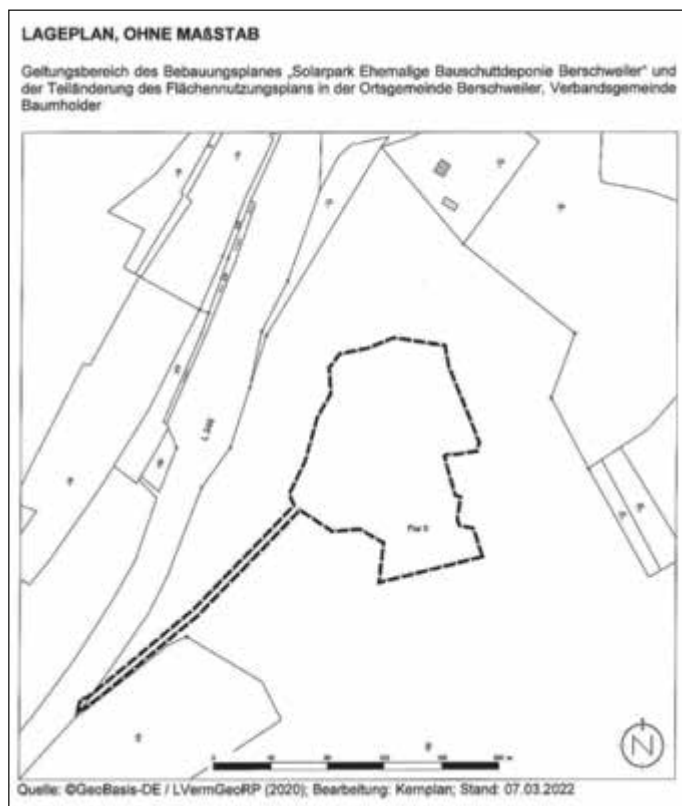 LAGEPLAN, OHNE MAßSTAB
Geltungsbereich des Bebauungsplanes „Solarpark Ehemalige Bauschuttdeponie Berschweiler“ und
der Teiländerung des Flächennutzungsplans in der Ortsgemeinde Berschweiler, Verbandsgemeinde
Baumholder
N
Quelle: ©GeoBasis-DE / LVermGeoRP (2020); Bearbeitung: Kernplan; Stand: 07.03.2022